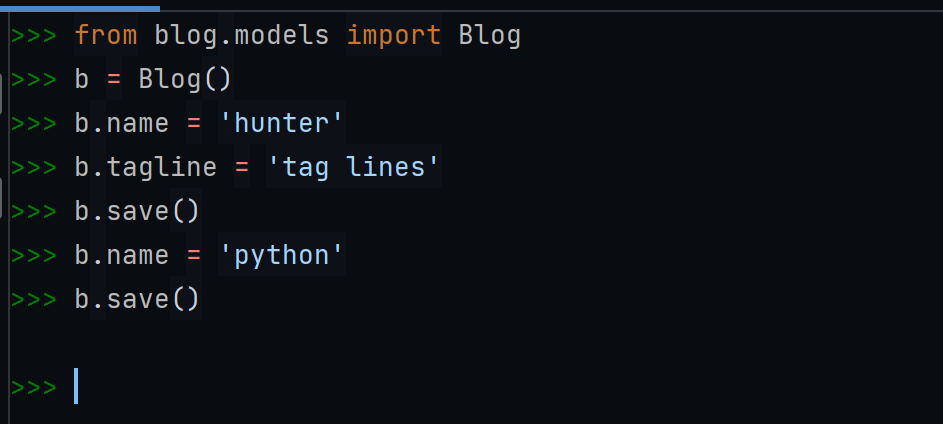 >>> from blog.models import Blog
>>> b = Blog()
>>> b.name = 'hunter'
>>> b.tagline = 'tag lines'
>>> b.save()
>>> b.name = 'python'
>>> b.save()
>>>